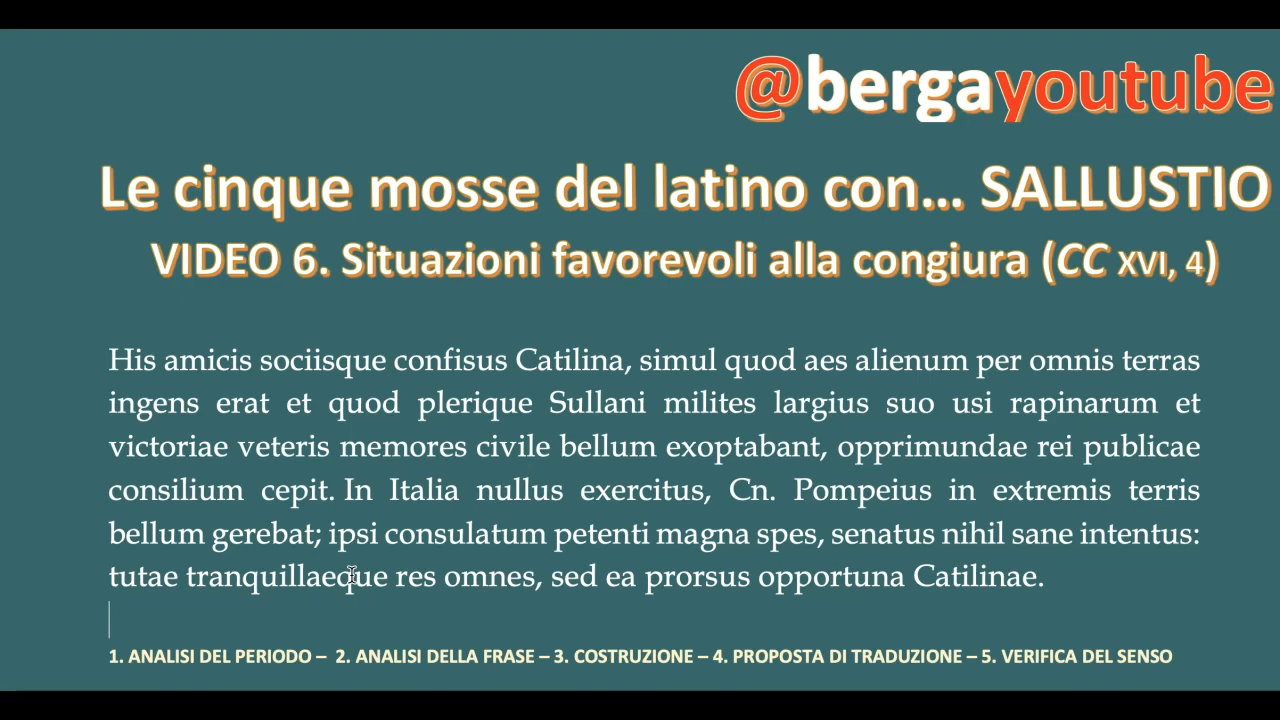 @bergayoutube
Le cinque mosse del latino con... SALLUSTIO
VIDEO 6. Situazioni favorevoli alla congiura (CC XVI, 4)
His amicis sociisque confisus Catilina, simul quod aes alienum per omnis terras
ingens erat et quod plerique Sullani milites largius suo usi rapinarum et
victoriae veteris memores civile bellum exoptabant, opprimundae rei publicae
consilium cepit. In Italia nullus exercitus, Cn. Pompeius in extremis terris
bellum gerebat; ipsi consulatum petenti magna spes, senatus nihil sane intentus:
tutae tranquillaeque res omnes, sed ea prorsus opportuna Catilinae.
1. ANALISI DEL PERIODO – 2. ANALISI DELLA FRASE – 3. COSTRUZIONE – 4. PROPOSTA DI TRADUZIONE – 5. VERIFICA DEL SENSO